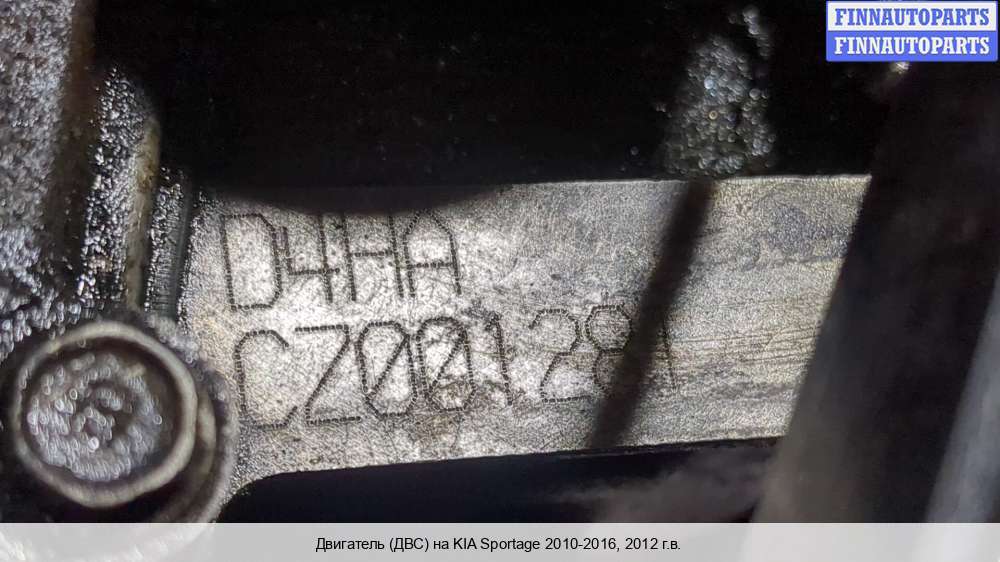 FINNAUTOPARTS
FINNAUTOPARTS
D4HA
CZ001281
Двигатель (ДВС) на KIA Sportage 2010-2016, 2012 г.в.